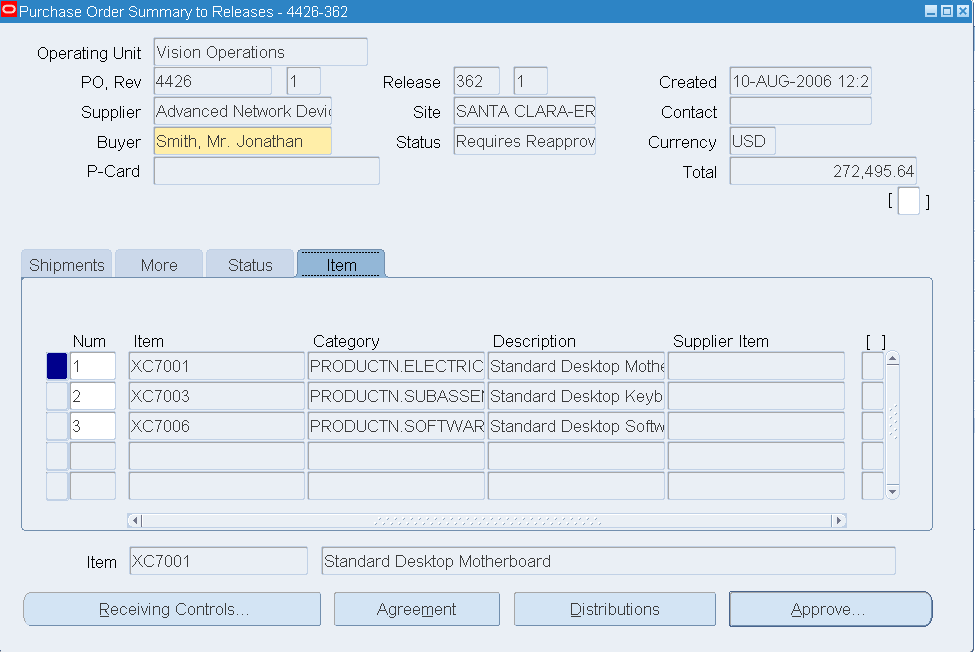 Purchase Order Summary to Releases - 4426-362
Operating Unit Vision Operations
PO, Rev 4426 1 Release 362 1 Created 10-AUG-2006 12:2
Supplier Advanced Network Devic Site SANTA CLARA-ER Contact
Buyer Smith, Mr. Jonathan Status Requires Reapprov Currency USD
P-Card Total 272,495.64
[ ]
Shipments More Status Item
Num Item Category Description Supplier Item [ ]
1 XC7001 PRODUCTN.ELECTRIC Standard Desktop Mothe
2 XC7003 PRODUCTN.SUBASSEM Standard Desktop Keyb
3 XC7006 PRODUCTN.SOFTWAR Standard Desktop Softw
Item XC7001 Standard Desktop Motherboard
Receiving Controls... Agreement Distributions Approve...